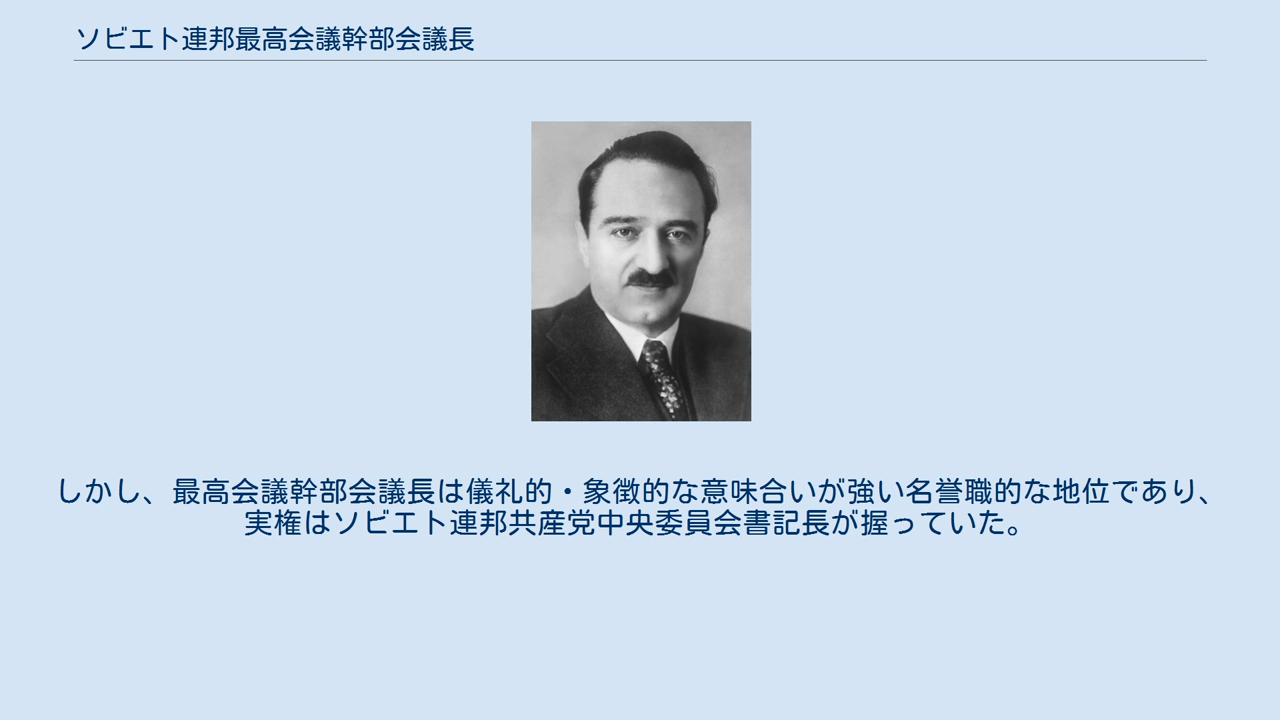 ソビエト連邦最高会議幹部会議長
しかし、最高会議幹部会議長は儀礼的・象徴的な意味合いが強い名誉職的な地位であり、
実権はソビエト連邦共産党中央委員会書記長が握っていた。